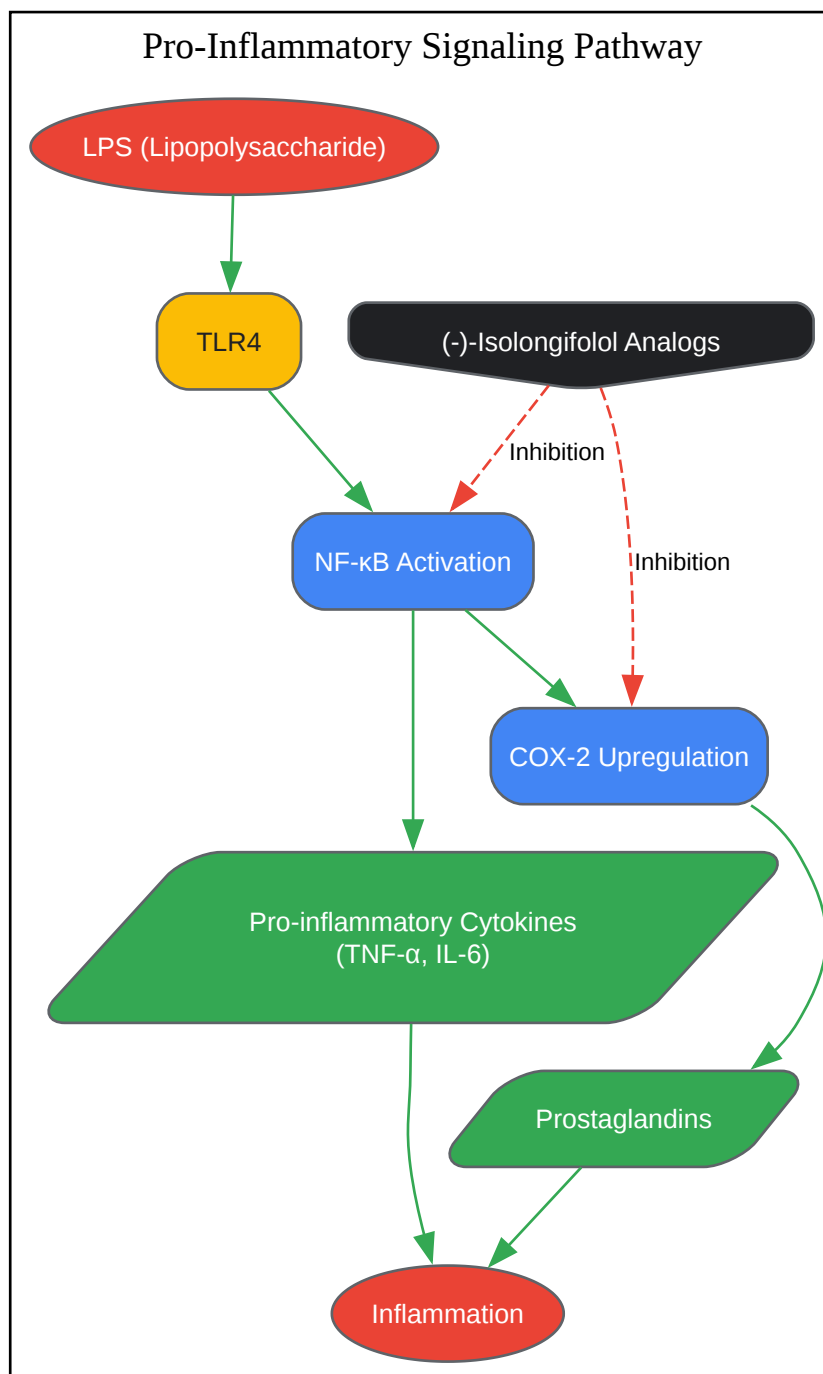 Pro-Inflammatory Signaling Pathway
LPS (Lipopolysaccharide)
TLR4
(-)-Isolongifolol Analogs
Inhibition
NF-κB Activation
Inhibition
COX-2 Upregulation
Pro-inflammatory Cytokines
(TNF-α, IL-6)
Prostaglandins
Inflammation